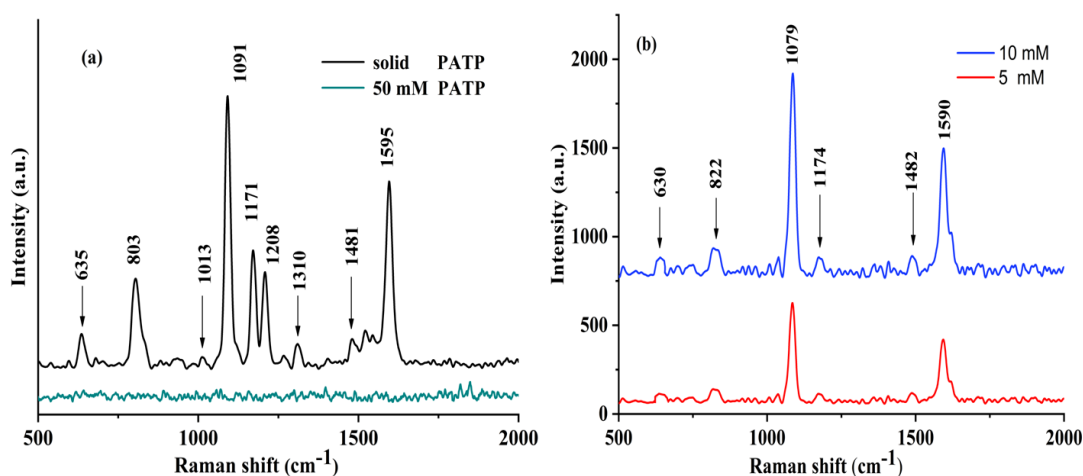 (a)
solid PATP
50 mM PATP
635
803
1013
1091
1171
1208
1310
1481
1595
Intensity (a.u.)
500
1000
1500
2000
Raman shift (cm-1)
(b)
10 mM
5 mM
630
822
1079
1174
1482
1590
Intensity (a.u.)
2000
1500
1000
500
0
500
1000
1500
2000
Raman shift (cm-1)